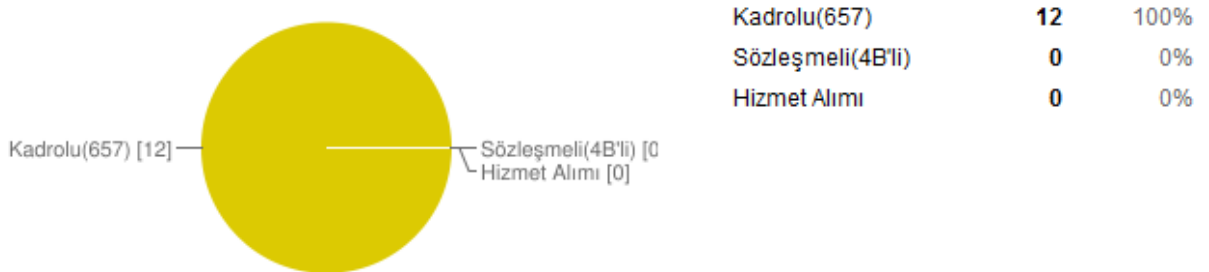 Kadrolu(657) 12 100%
Sözleşmeli(4B'li) 0 0%
Hizmet Alımı 0 0%
Kadrolu(657) [12]
Sözleşmeli(4B'li) [0
Hizmet Alımı [0]